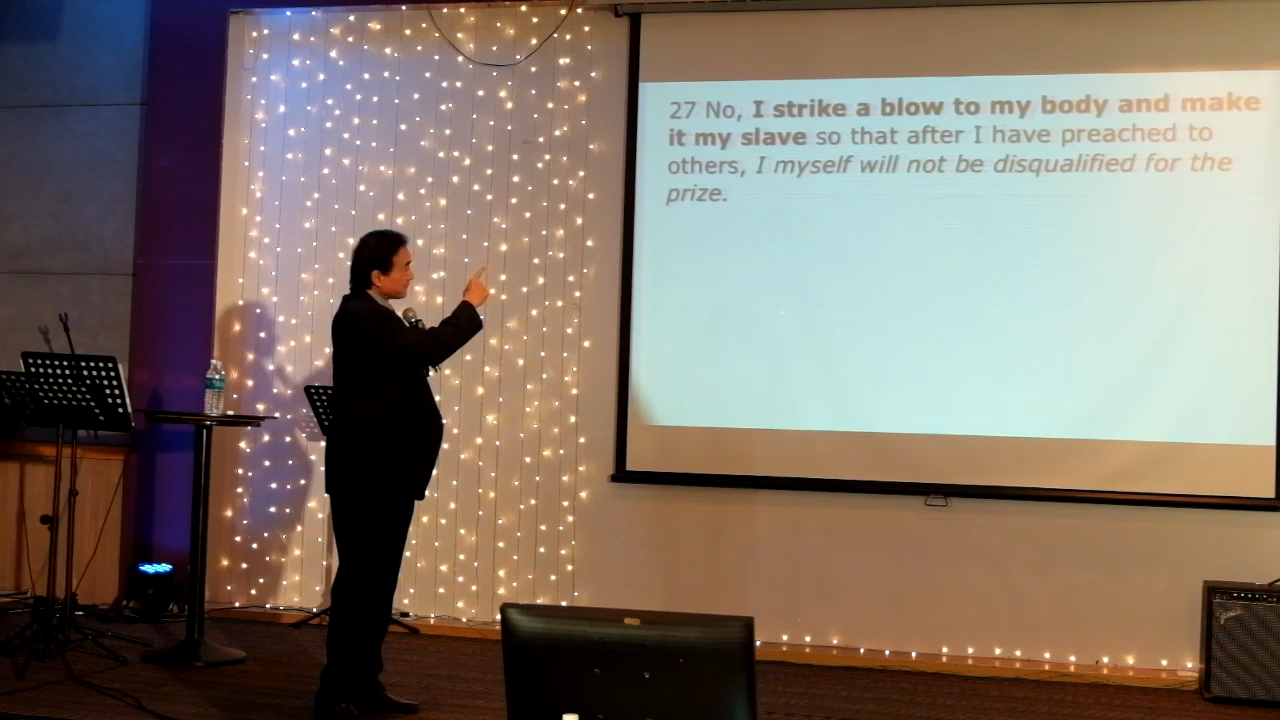 27 No, I strike a blow to my body and make
it my slave so that after I have preached to
others, I myself will not be disqualified for the
prize.